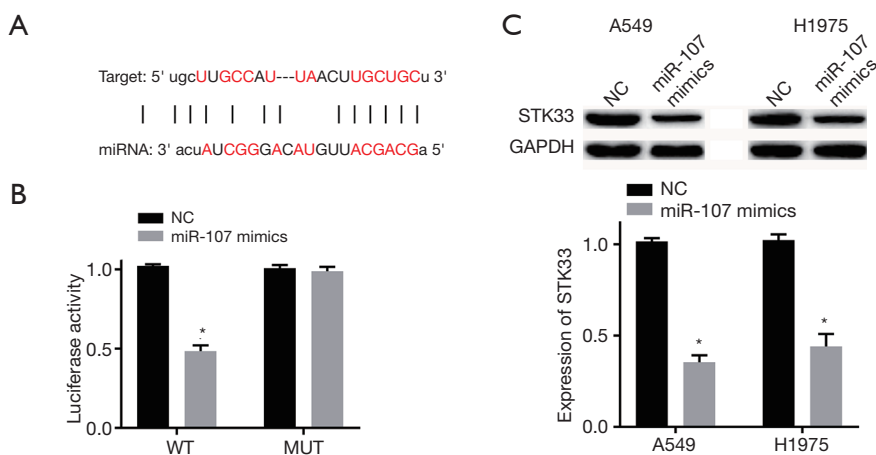 A
Target: 5' ugcUUGCCAU---UAACUUGCUGCu 3'
miRNA: 3' acuAUCGGGACAUGUUACGACGa 5'
B
NC
miR-107 mimics
Luciferase activity
1.0
0.5
0.0
*
WT
MUT
C
A549
H1975
NC
miR-107
mimics
NC
miR-107
mimics
STK33
GAPDH
NC
miR-107 mimics
Expression of STK33
1.0
0.5
0.0
*
*
A549
H1975